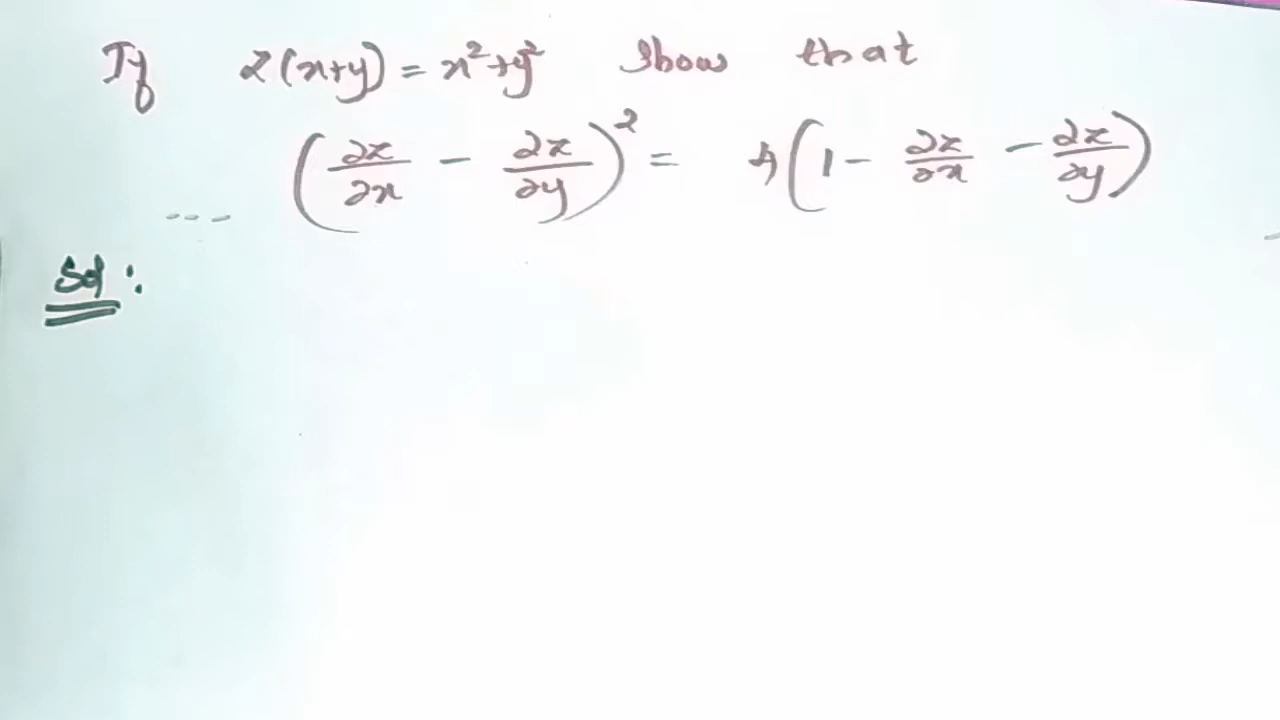 If z(x+y) = x²+y² show that
(∂z/∂x − ∂z/∂y)² = 4(1 − ∂z/∂x − ∂z/∂y)
---
Sol :